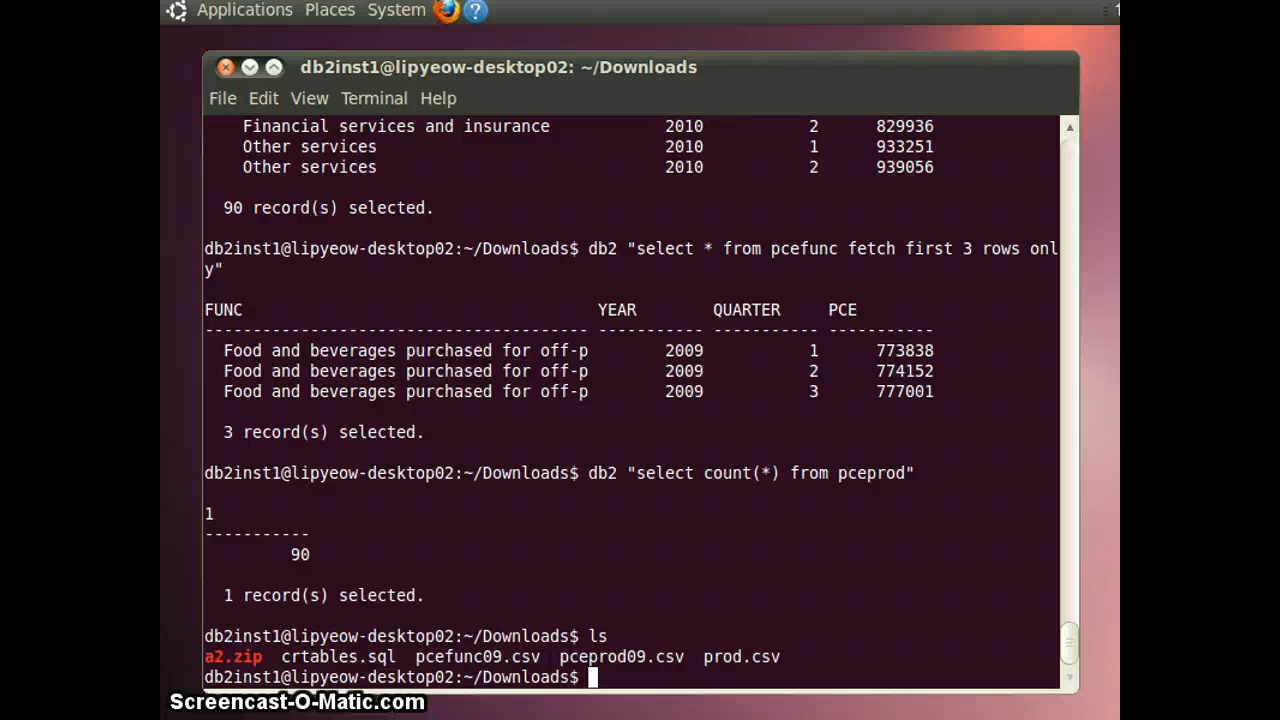 Applications Places System ? 1
db2inst1@lipyeow-desktop02: ~/Downloads
File Edit View Terminal Help
Financial services and insurance 2010 2 829936
Other services 2010 1 933251
Other services 2010 2 939056
90 record(s) selected.
db2inst1@lipyeow-desktop02:~/Downloads$ db2 "select * from pcefunc fetch first 3 rows onl
y"
FUNC YEAR QUARTER PCE
---------------------------------------- ----------- ----------- -----------
Food and beverages purchased for off-p 2009 1 773838
Food and beverages purchased for off-p 2009 2 774152
Food and beverages purchased for off-p 2009 3 777001
3 record(s) selected.
db2inst1@lipyeow-desktop02:~/Downloads$ db2 "select count(*) from pceprod"
1
-----------
90
1 record(s) selected.
db2inst1@lipyeow-desktop02:~/Downloads$ ls
a2.zip crtables.sql pcefunc09.csv pceprod09.csv prod.csv
db2inst1@lipyeow-desktop02:~/Downloads$
Screencast-O-Matic.com